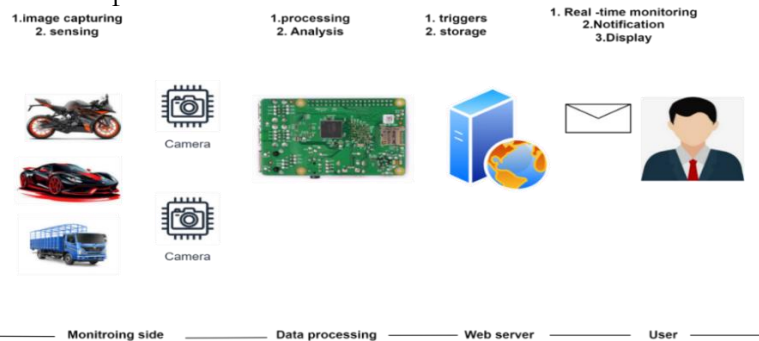 1.image capturing
2. sensing
1.processing
2. Analysis
1. triggers
2. storage
1. Real -time monitoring
2.Notification
3.Display
Camera
Camera
Monitroing side
Data processing
Web server
User